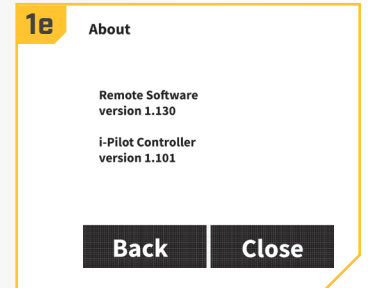 1e
About
Remote Software
version 1.130
i-Pilot Controller
version 1.101
Back
Close